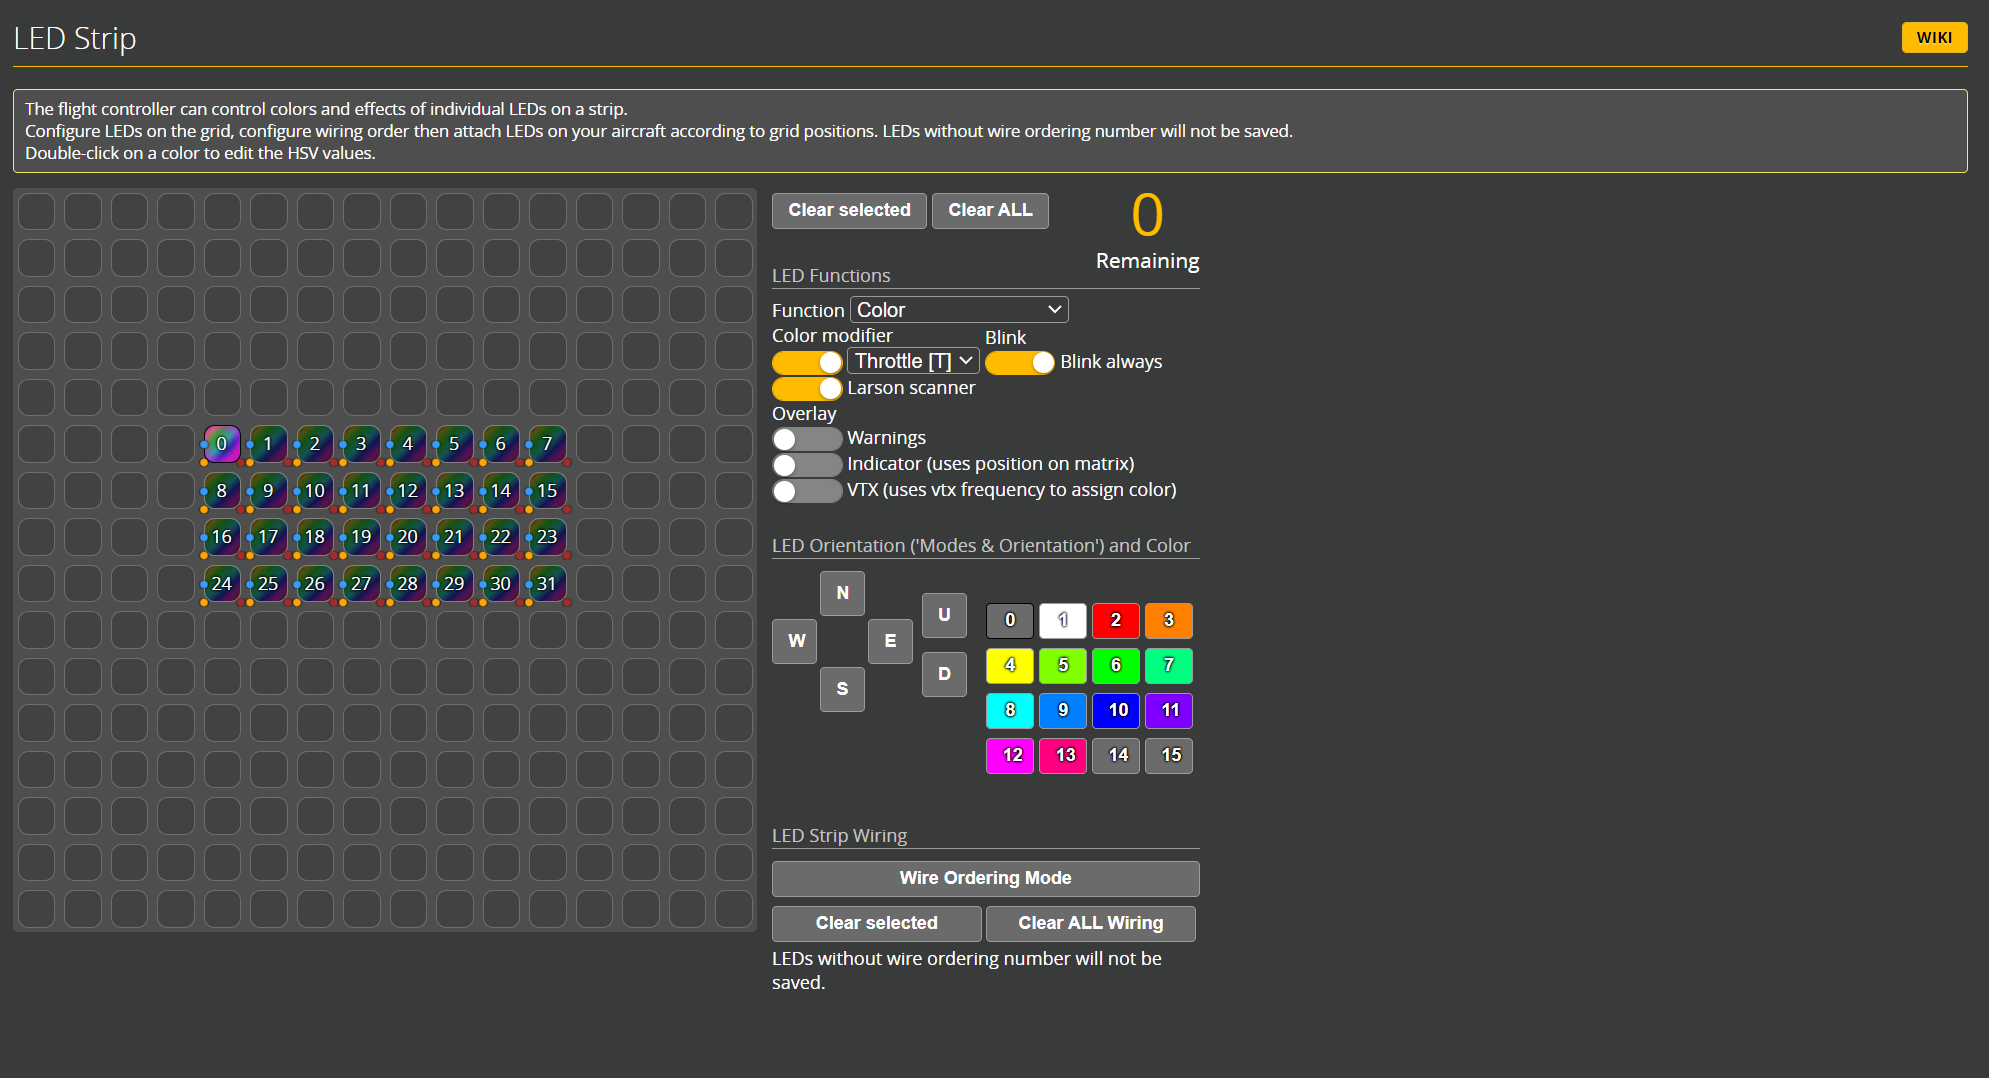 LED Strip
WIKI
The flight controller can control colors and effects of individual LEDs on a strip.
Configure LEDs on the grid, configure wiring order then attach LEDs on your aircraft according to grid positions. LEDs without wire ordering number will not be saved.
Double-click on a color to edit the HSV values.
0 1 2 3 4 5 6 7
8 9 10 11 12 13 14 15
16 17 18 19 20 21 22 23
24 25 26 27 28 29 30 31
Clear selected Clear ALL
0
Remaining
LED Functions
Function Color
Color modifier Blink
Throttle [T] Blink always
Larson scanner
Overlay
Warnings
Indicator (uses position on matrix)
VTX (uses vtx frequency to assign color)
LED Orientation ('Modes & Orientation') and Color
N
W E
S
U
D
0 1 2 3
4 5 6 7
8 9 10 11
12 13 14 15
LED Strip Wiring
Wire Ordering Mode
Clear selected Clear ALL Wiring
LEDs without wire ordering number will not be
saved.